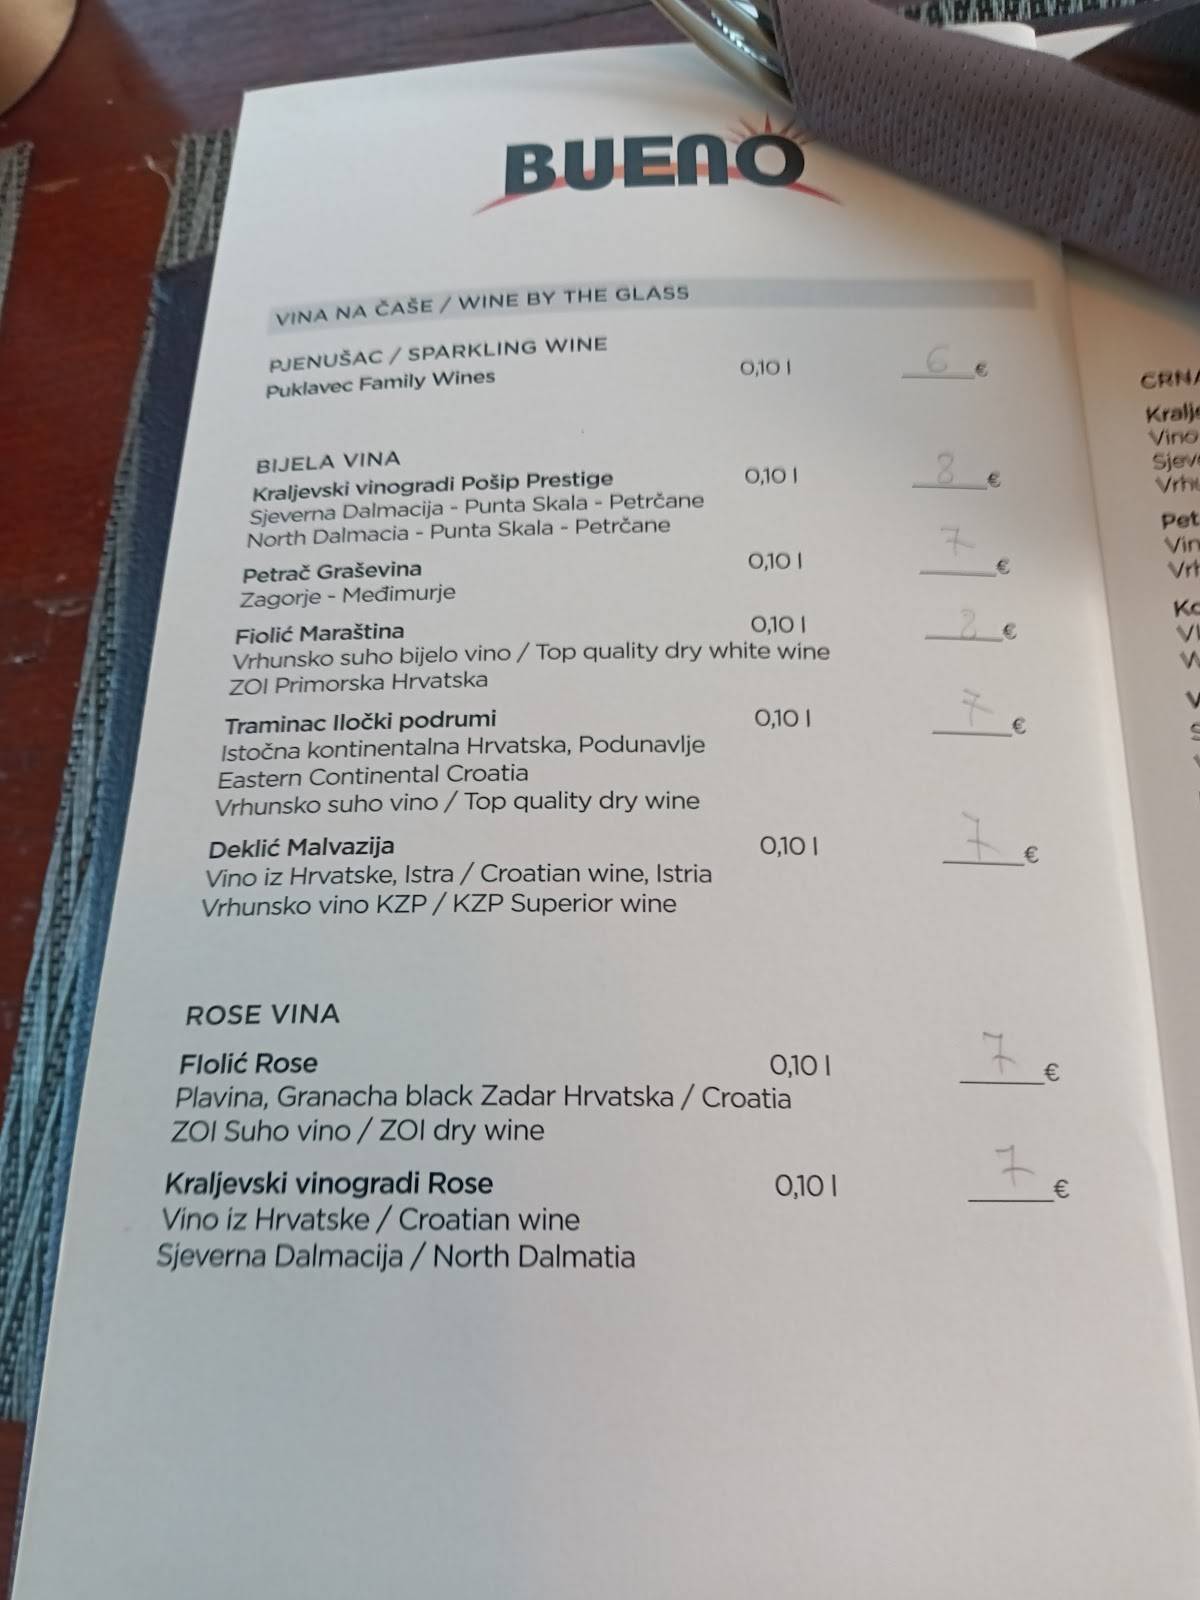 BUENO
VINA NA ČAŠE / WINE BY THE GLASS
PJENUŠAC / SPARKLING WINE
Puklavec Family Wines 0,10 l 6 €
BIJELA VINA
Kraljevski vinogradi Pošip Prestige 0,10 l 8 €
Sjeverna Dalmacija - Punta Skala - Petrčane
North Dalmacia - Punta Skala - Petrčane
Petrač Graševina 0,10 l 7 €
Zagorje - Međimurje
Fiolić Maraština 0,10 l 8 €
Vrhunsko suho bijelo vino / Top quality dry white wine
ZOI Primorska Hrvatska
Traminac Iločki podrumi 0,10 l 7 €
Istočna kontinentalna Hrvatska, Podunavlje
Eastern Continental Croatia
Vrhunsko suho vino / Top quality dry wine
Deklić Malvazija 0,10 l 7 €
Vino iz Hrvatske, Istra / Croatian wine, Istria
Vrhunsko vino KZP / KZP Superior wine
ROSE VINA
Flolić Rose 0,10 l 7 €
Plavina, Granacha black Zadar Hrvatska / Croatia
ZOI Suho vino / ZOI dry wine
Kraljevski vinogradi Rose 0,10 l 7 €
Vino iz Hrvatske / Croatian wine
Sjeverna Dalmacija / North Dalmatia
CRNA
Vino